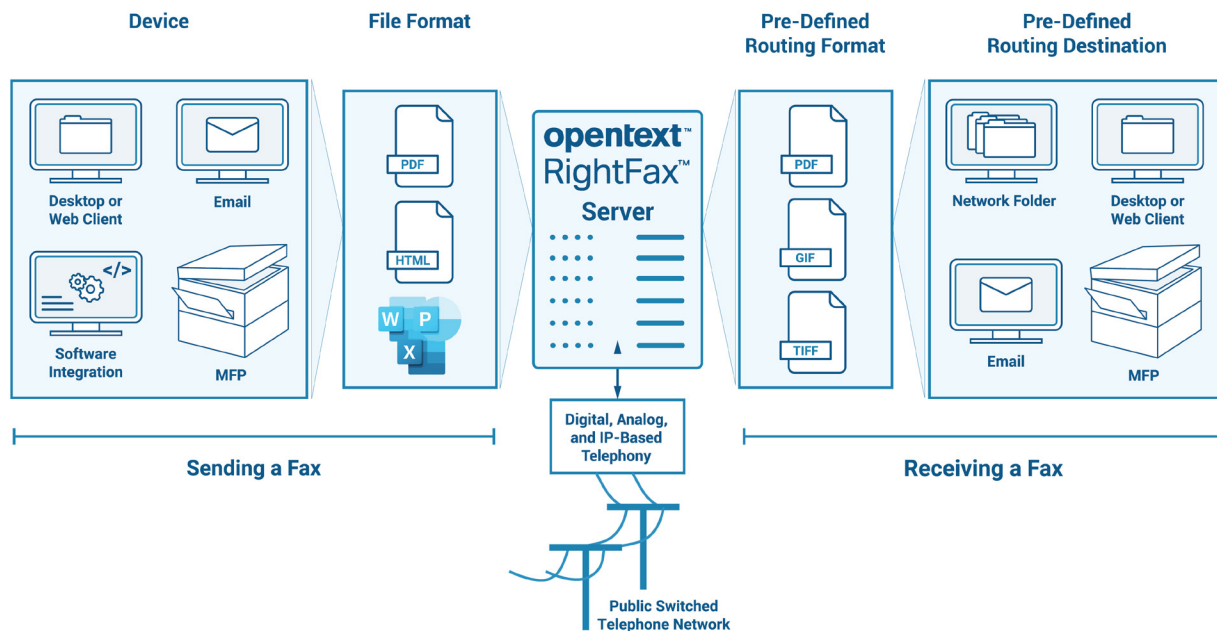 Device
File Format
Pre-Defined
Routing Format
Pre-Defined
Routing Destination
Desktop or
Web Client
Email
</>
Software
Integration
MFP
PDF
HTML
W
P
X
opentext™
RightFax™
Server
PDF
GIF
TIFF
Network Folder
Desktop or
Web Client
Email
MFP
Digital, Analog,
and IP-Based
Telephony
Sending a Fax
Receiving a Fax
Public Switched
Telephone Network